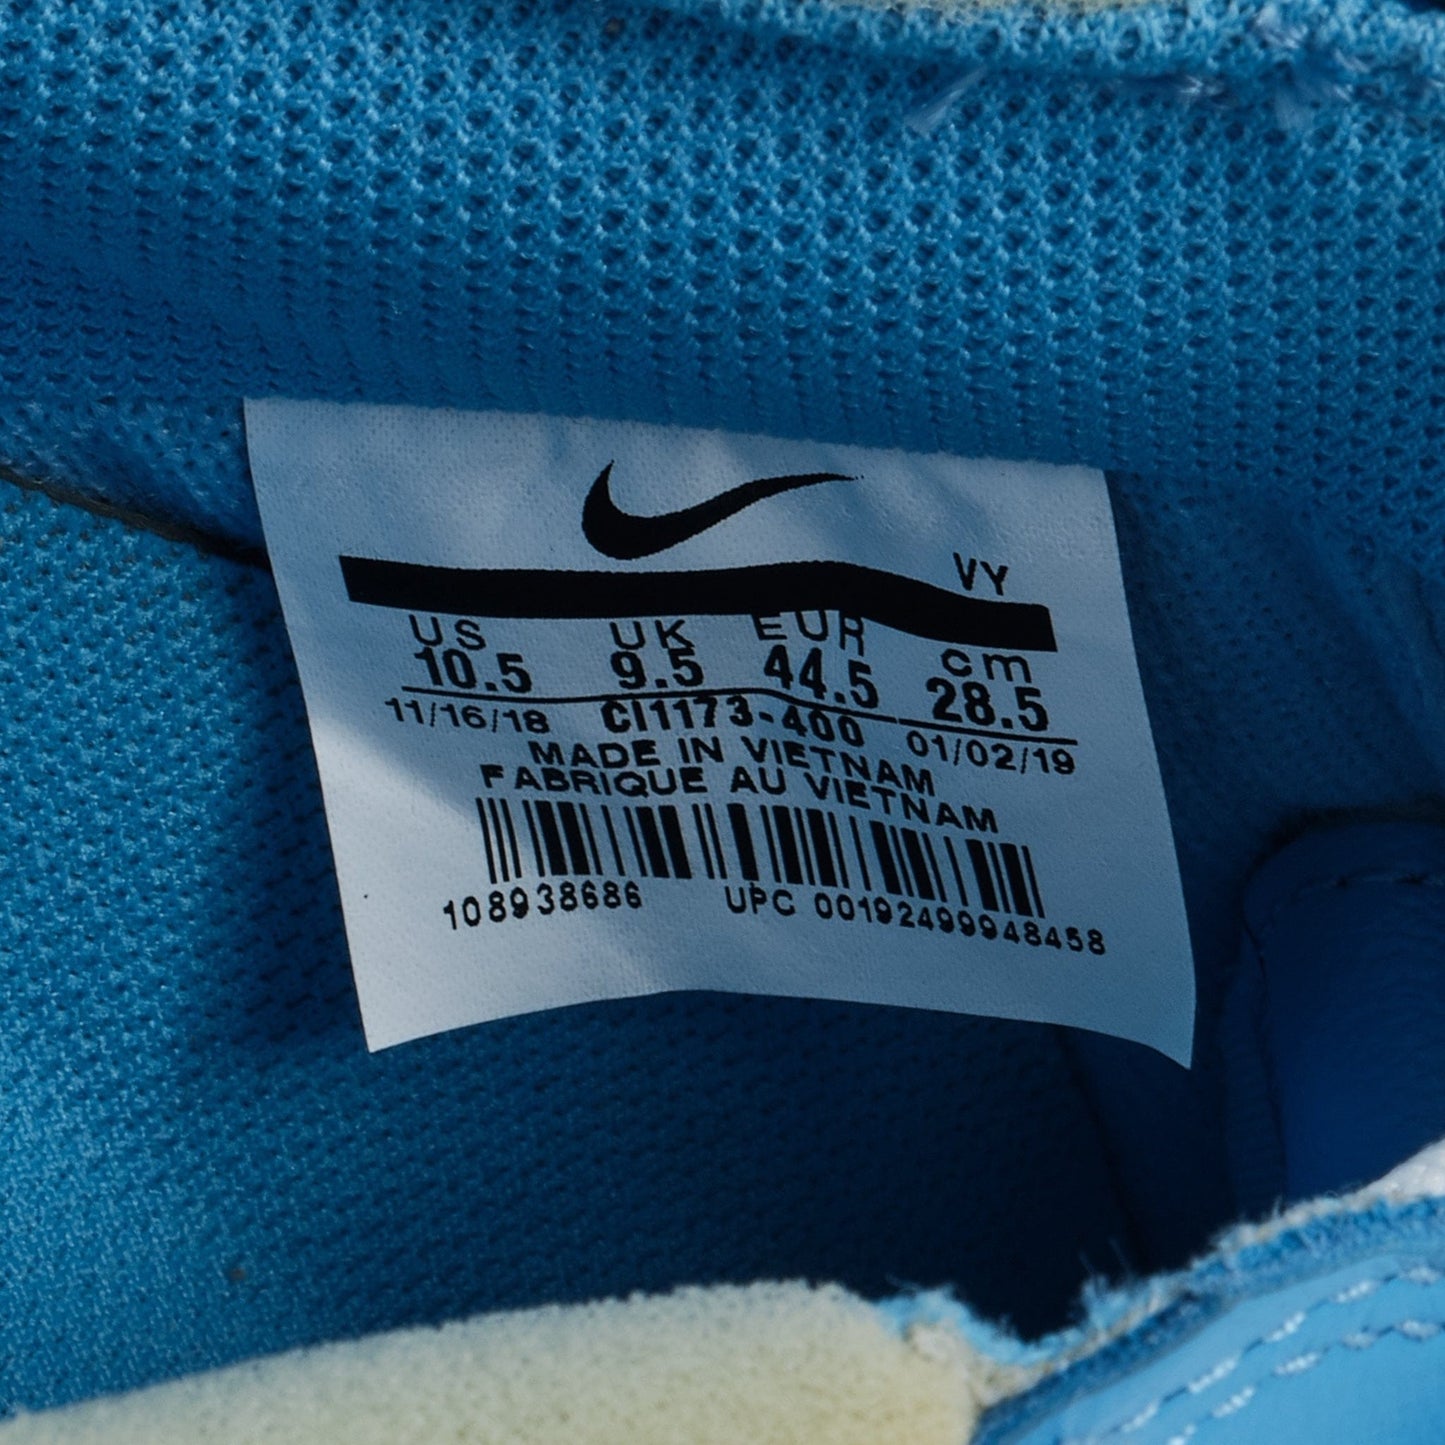 VY
US UK EUR cm
10.5 9.5 44.5 28.5
11/16/18 CI1173-400 01/02/19
MADE IN VIETNAM
FABRIQUE AU VIETNAM
108938686 UPC 00192499948458